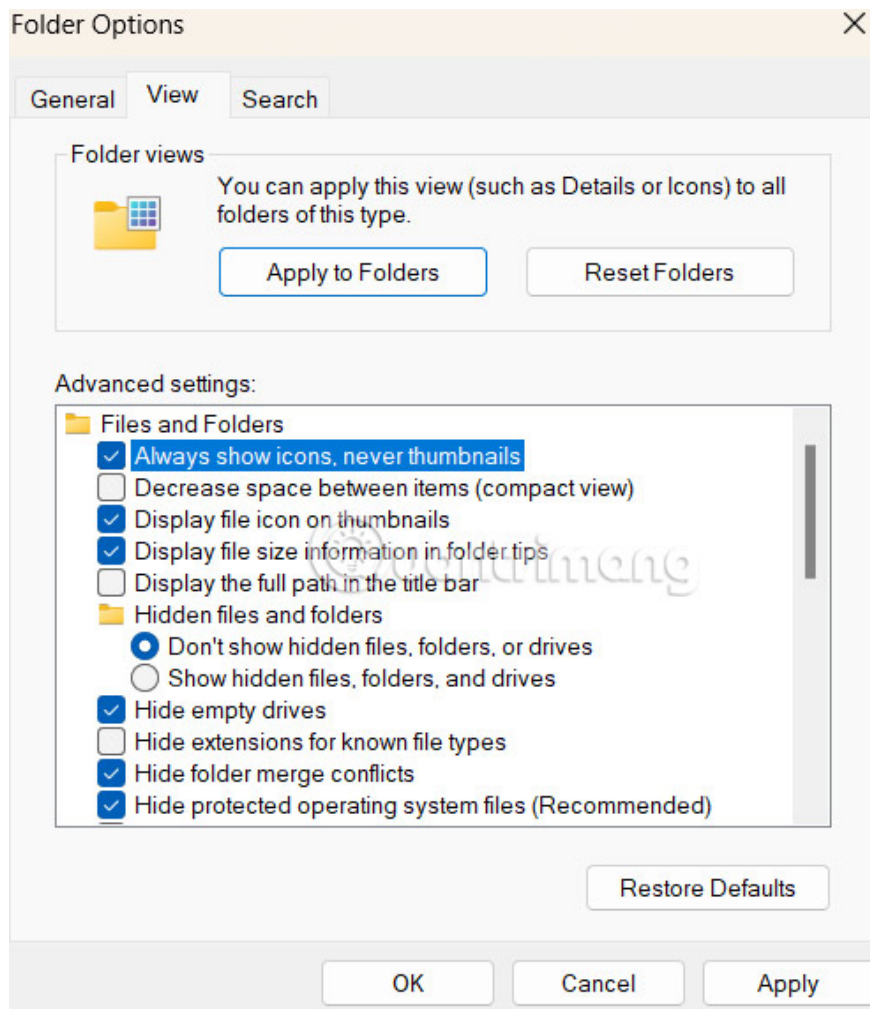 Folder Options
General View Search
Folder views
You can apply this view (such as Details or Icons) to all
folders of this type.
Apply to Folders Reset Folders
Advanced settings:
Files and Folders
Always show icons, never thumbnails
Decrease space between items (compact view)
Display file icon on thumbnails
Display file size information in folder tips
Display the full path in the title bar
Hidden files and folders
Don't show hidden files, folders, or drives
Show hidden files, folders, and drives
Hide empty drives
Hide extensions for known file types
Hide folder merge conflicts
Hide protected operating system files (Recommended)
Quantrimang
Restore Defaults
OK Cancel Apply